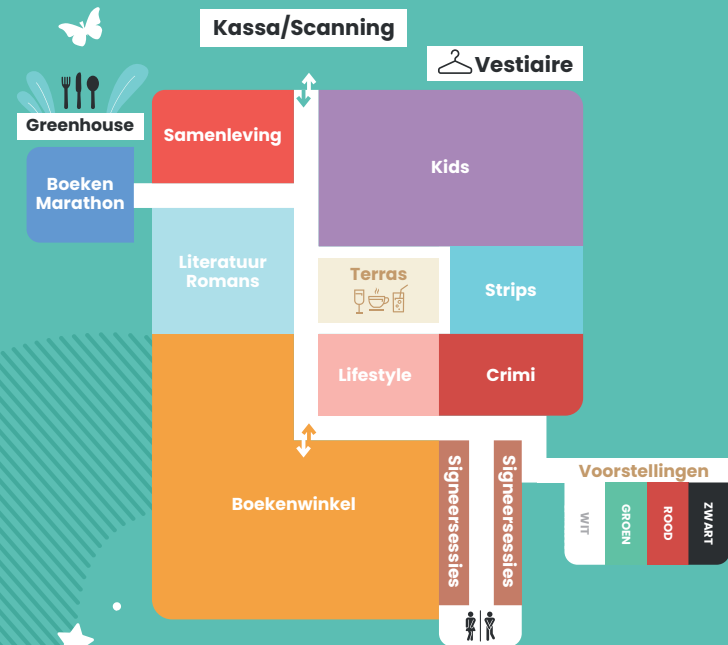 Kassa/Scanning
Vestiaire
Greenhouse
Samenleving
Kids
Boeken
Marathon
Literatuur
Romans
Terras
Strips
Lifestyle
Crimi
Boekenwinkel
Signeersessies
Signeersessies
Voorstellingen
WIT
GROEN
ROOD
ZWART